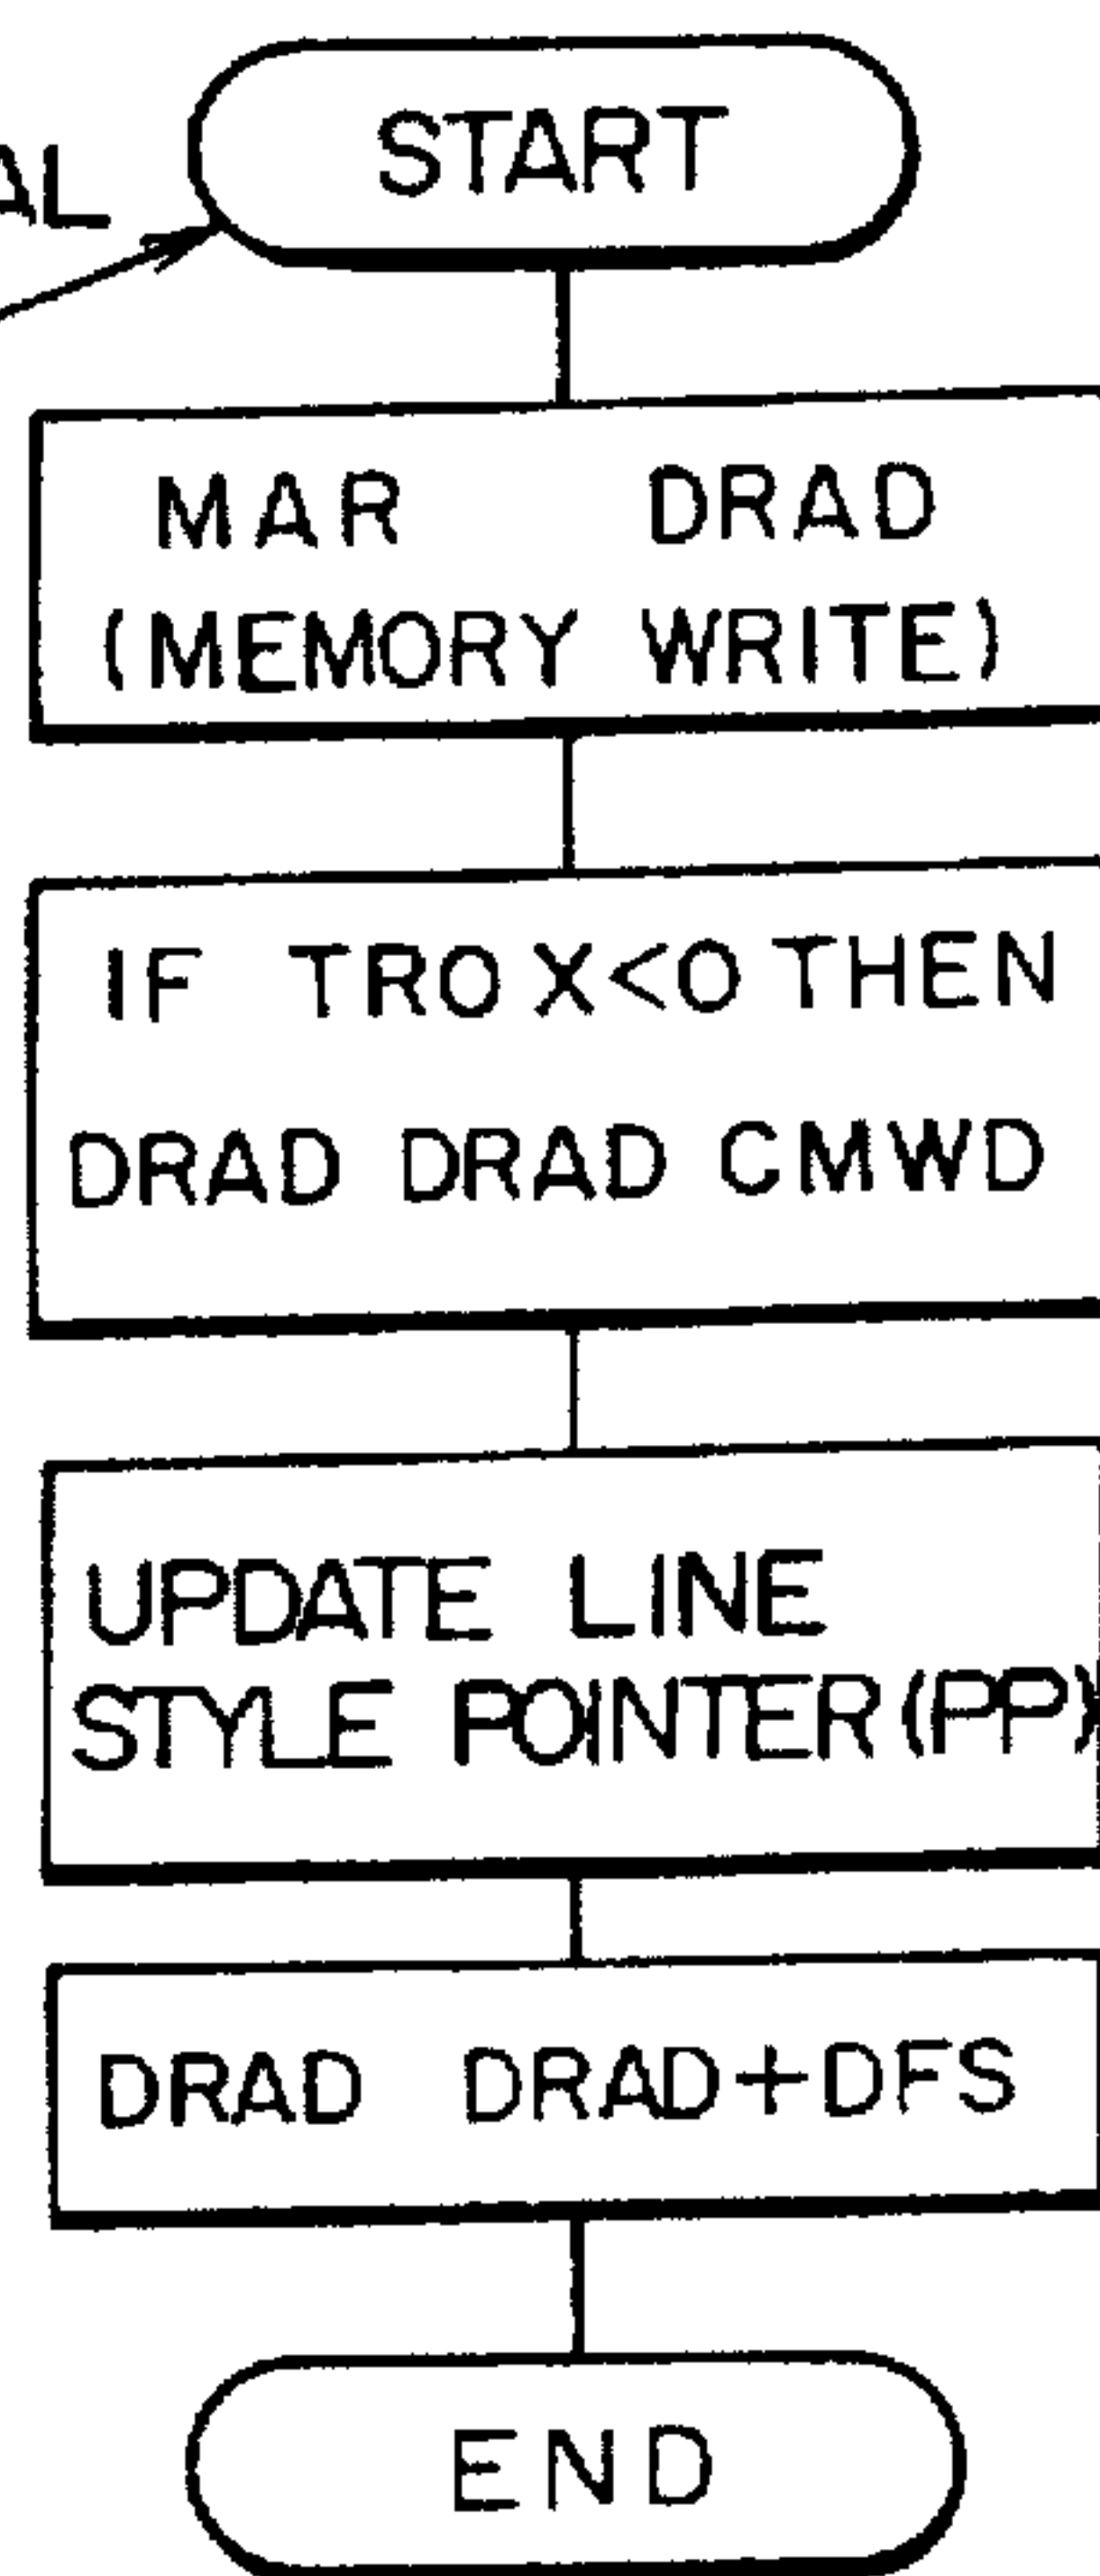 START
MAR DRAD
(MEMORY WRITE)
IF TROX<0 THEN
DRAD DRAD CMWD
UPDATE LINE
STYLE POINTER(PP)
DRAD DRAD+DFS
END